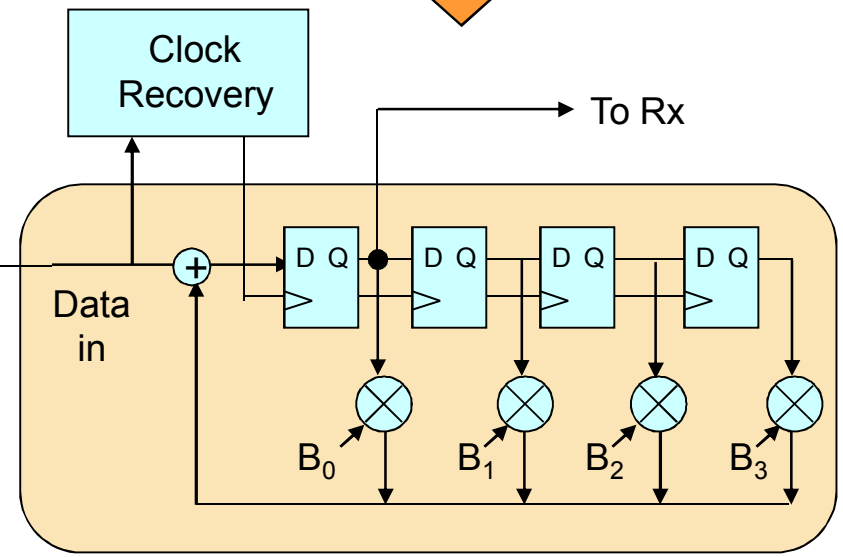 Clock
Recovery
To Rx
+
D Q
D Q
D Q
D Q
Data
in
B₀
B₁
B₂
B₃